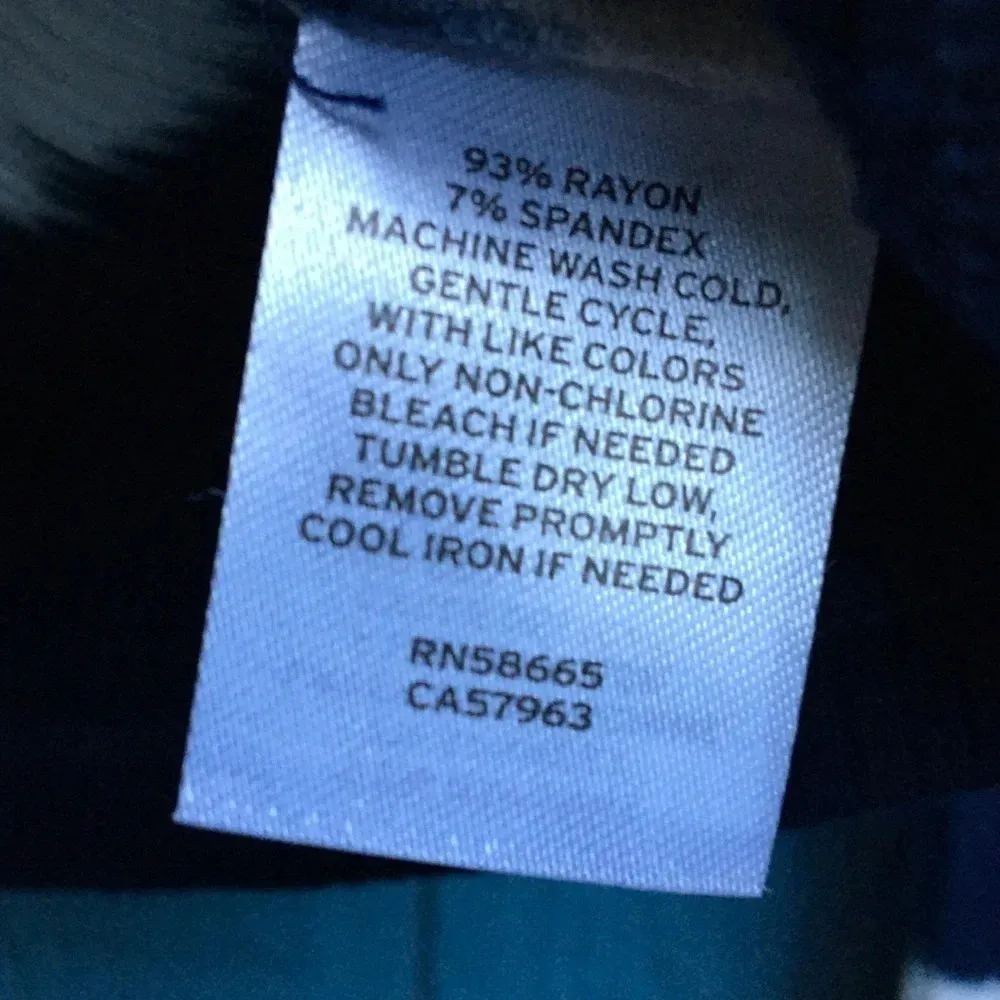 93% RAYON
7% SPANDEX
MACHINE WASH COLD,
GENTLE CYCLE,
WITH LIKE COLORS
ONLY NON-CHLORINE
BLEACH IF NEEDED
TUMBLE DRY LOW,
REMOVE PROMPTLY
COOL IRON IF NEEDED
RN58665
CA57963